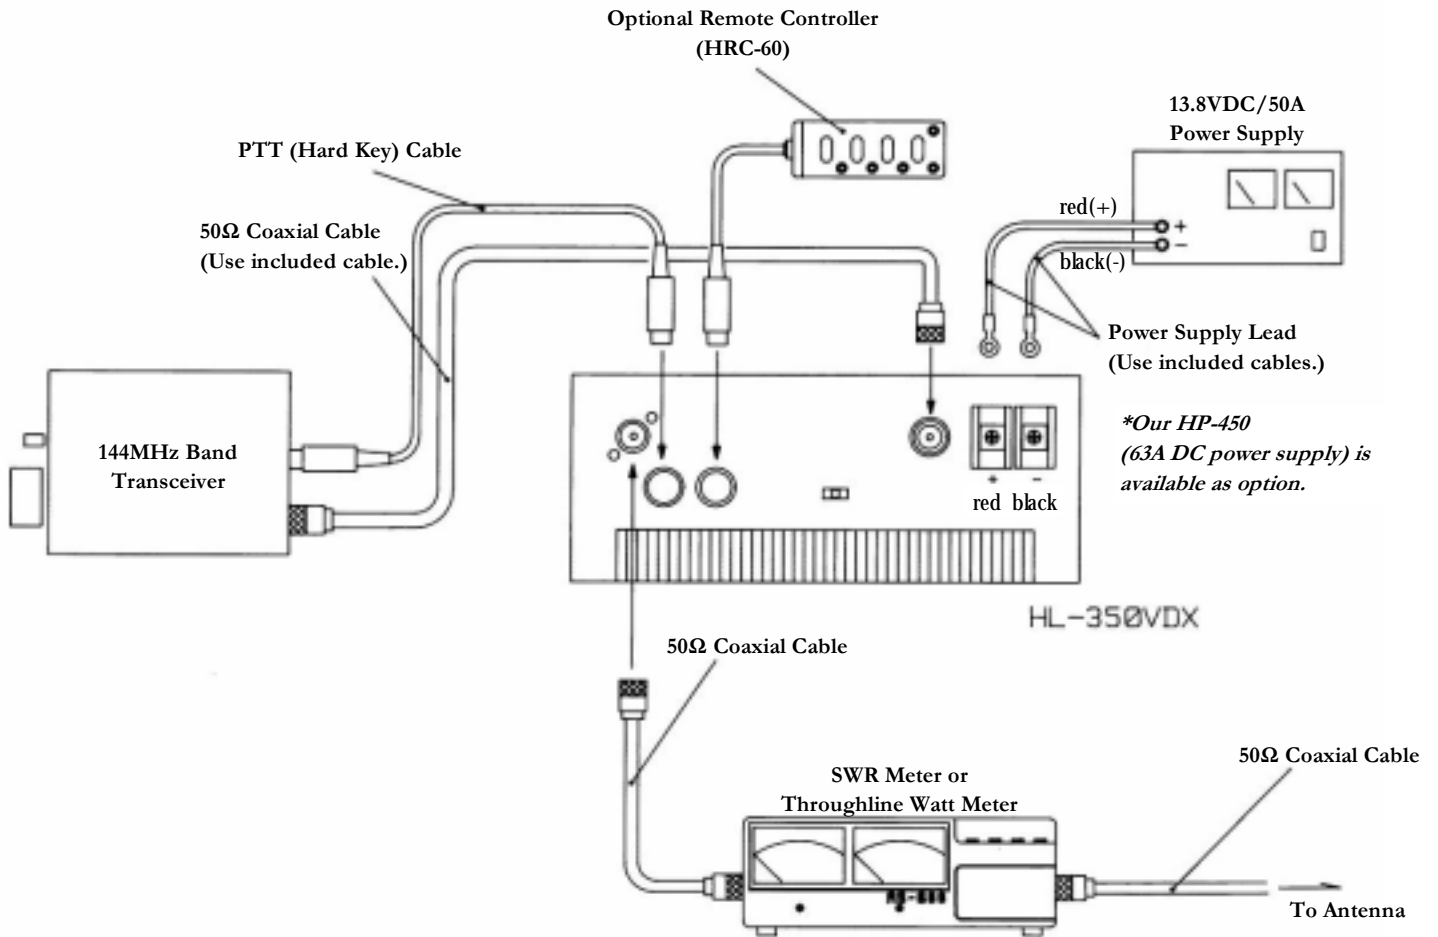 Optional Remote Controller
(HRC-60)
13.8VDC/50A
Power Supply
PTT (Hard Key) Cable
red(+)
+
50Ω Coaxial Cable
(Use included cable.)
−
black(-)
Power Supply Lead
(Use included cables.)
144MHz Band
Transceiver
*Our HP-450
(63A DC power supply) is
available as option.
+ −
red black
HL-350VDX
50Ω Coaxial Cable
SWR Meter or
Throughline Watt Meter
50Ω Coaxial Cable
To Antenna